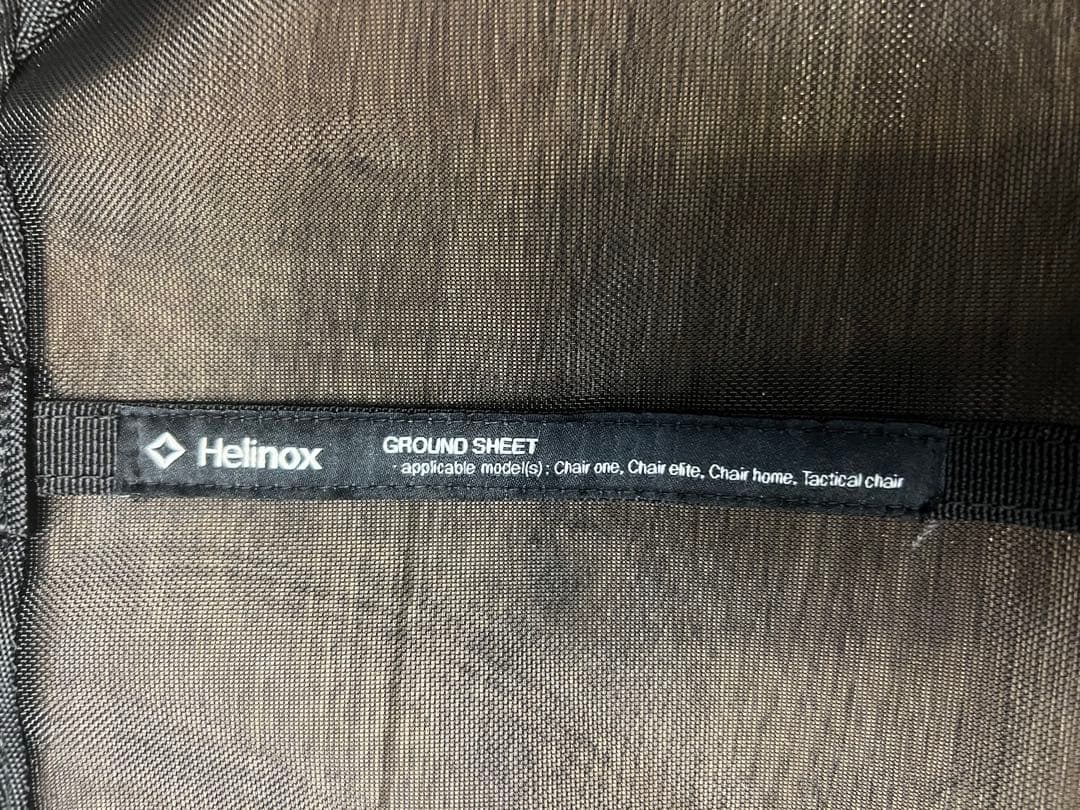 Helinox
GROUND SHEET
- applicable model(s) : Chair one, Chair elite, Chair home. Tactical chair